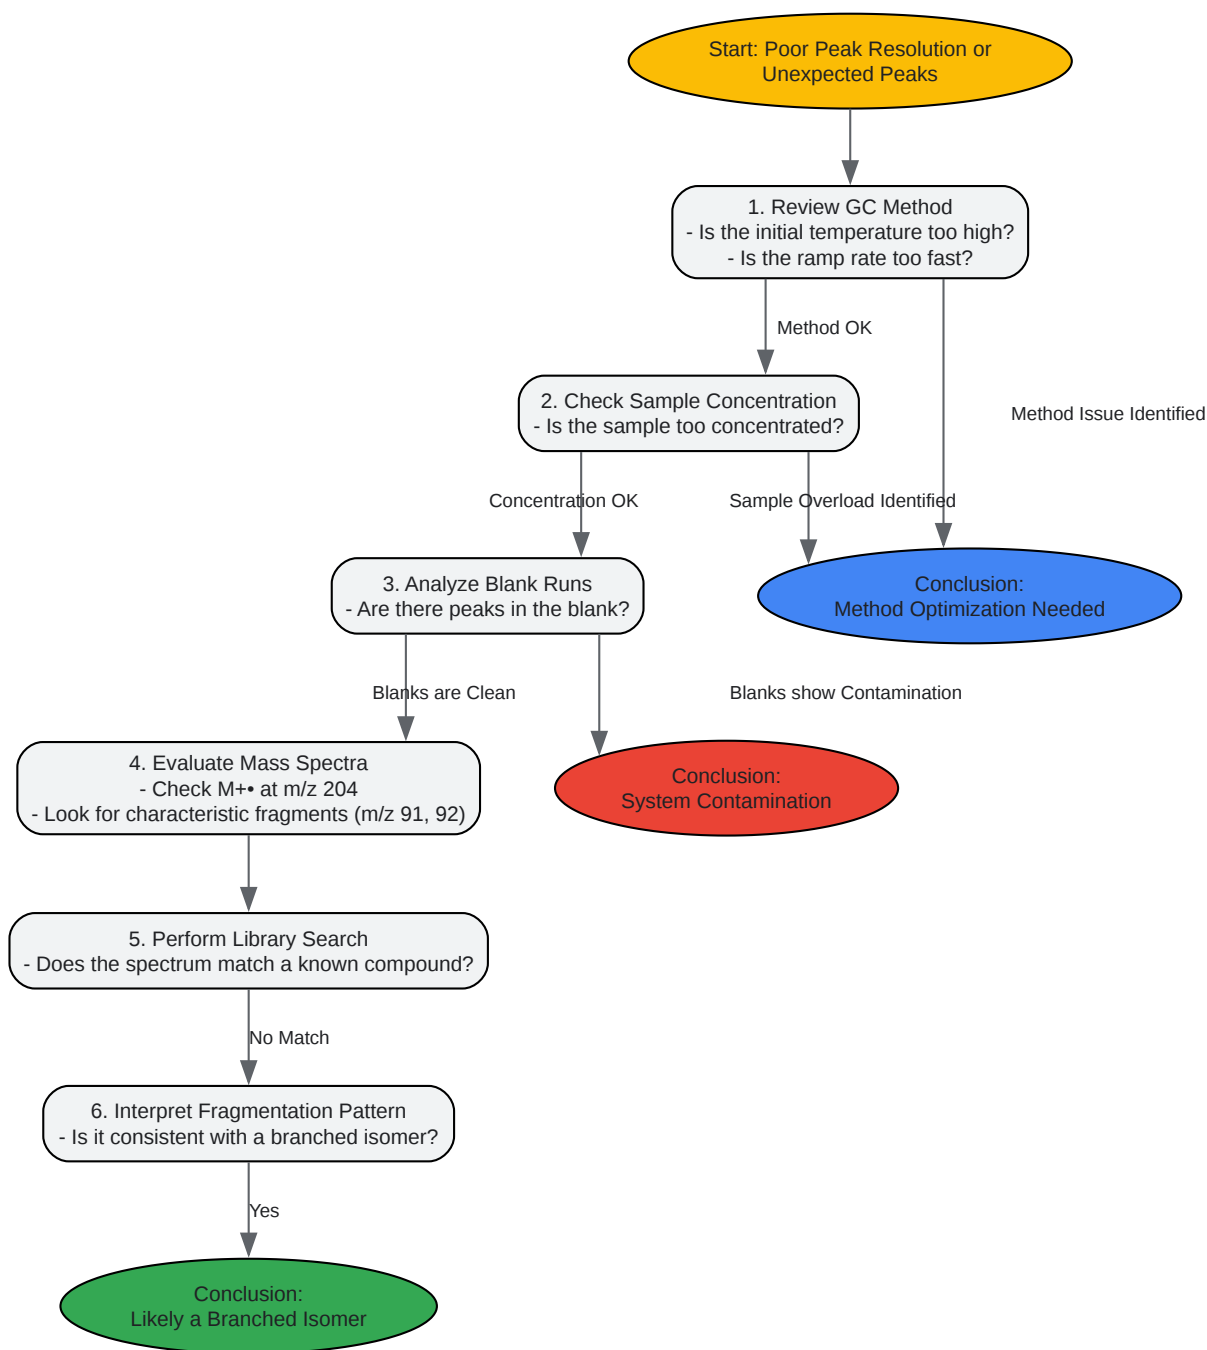 Start: Poor Peak Resolution or
Unexpected Peaks
1. Review GC Method
- Is the initial temperature too high?
- Is the ramp rate too fast?
Method OK
Method Issue Identified
2. Check Sample Concentration
- Is the sample too concentrated?
Concentration OK
Sample Overload Identified
3. Analyze Blank Runs
- Are there peaks in the blank?
Conclusion:
Method Optimization Needed
Blanks are Clean
Blanks show Contamination
4. Evaluate Mass Spectra
- Check M+• at m/z 204
- Look for characteristic fragments (m/z 91, 92)
Conclusion:
System Contamination
5. Perform Library Search
- Does the spectrum match a known compound?
No Match
6. Interpret Fragmentation Pattern
- Is it consistent with a branched isomer?
Yes
Conclusion:
Likely a Branched Isomer